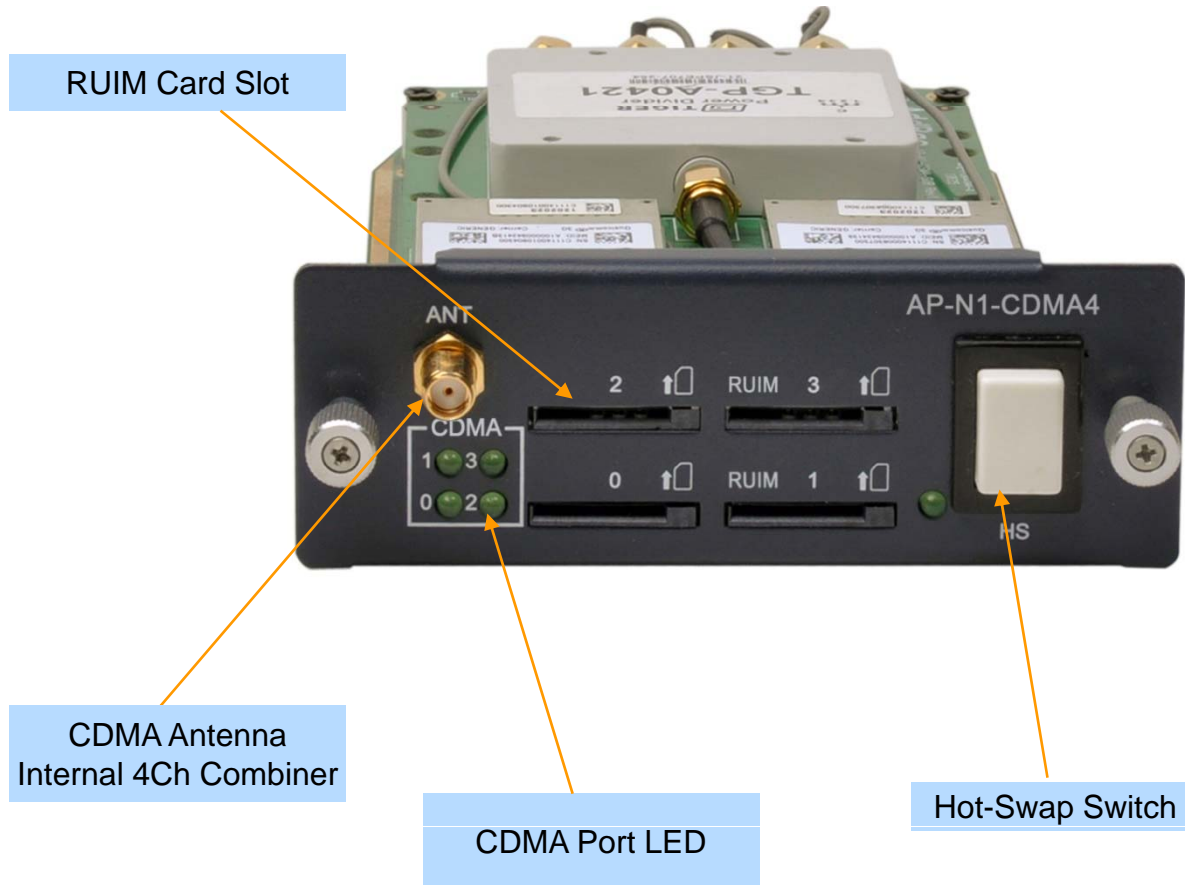 RUIM Card Slot
TIGER
Power Divider
TGP-A0421
AP-N1-CDMA4
ANT
2
RUIM 3
CDMA
1 3
0 2
0
RUIM 1
HS
CDMA Antenna
Internal 4Ch Combiner
CDMA Port LED
Hot-Swap Switch